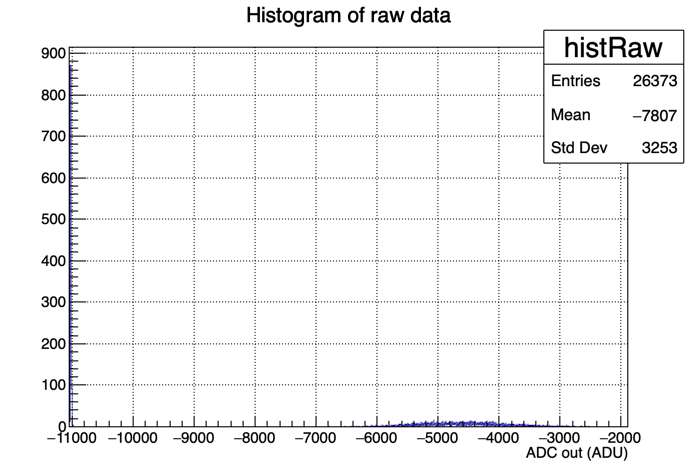 Histogram of raw data
histRaw
Entries 26373
Mean −7807
Std Dev 3253
900
800
700
600
500
400
300
200
100
0
−11000 −10000 −9000 −8000 −7000 −6000 −5000 −4000 −3000 −2000
ADC out (ADU)